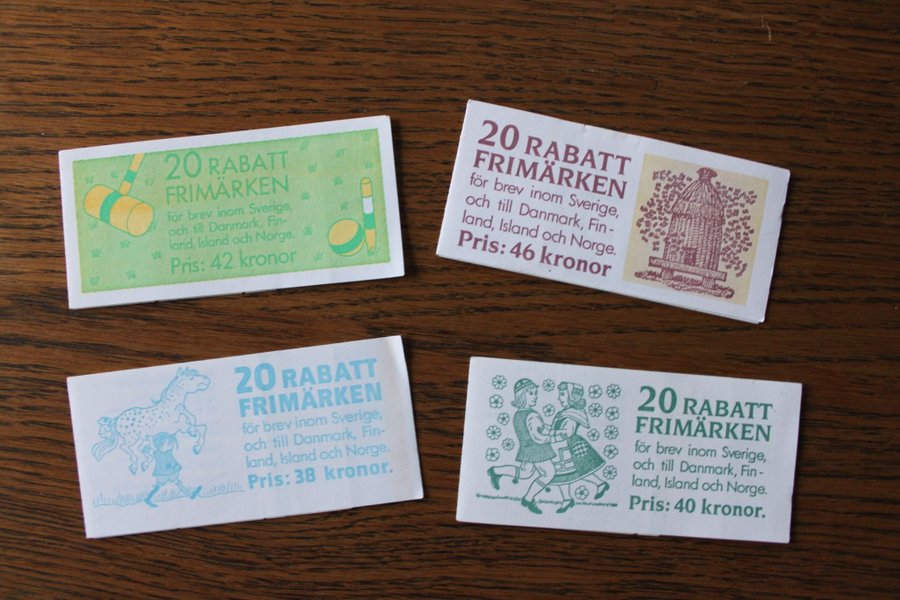 20 RABATT
FRIMÄRKEN
för brev inom Sverige,
och till Danmark, Fin-
land, Island och Norge.
Pris: 42 kronor
20 RABATT
FRIMÄRKEN
för brev inom Sverige,
och till Danmark, Fin-
land, Island och Norge.
Pris: 46 kronor
20 RABATT
FRIMÄRKEN
för brev inom Sverige,
och till Danmark, Fin-
land, Island och Norge.
Pris: 38 kronor.
20 RABATT
FRIMÄRKEN
för brev inom Sverige,
och till Danmark, Fin-
land, Island och Norge.
Pris: 40 kronor.